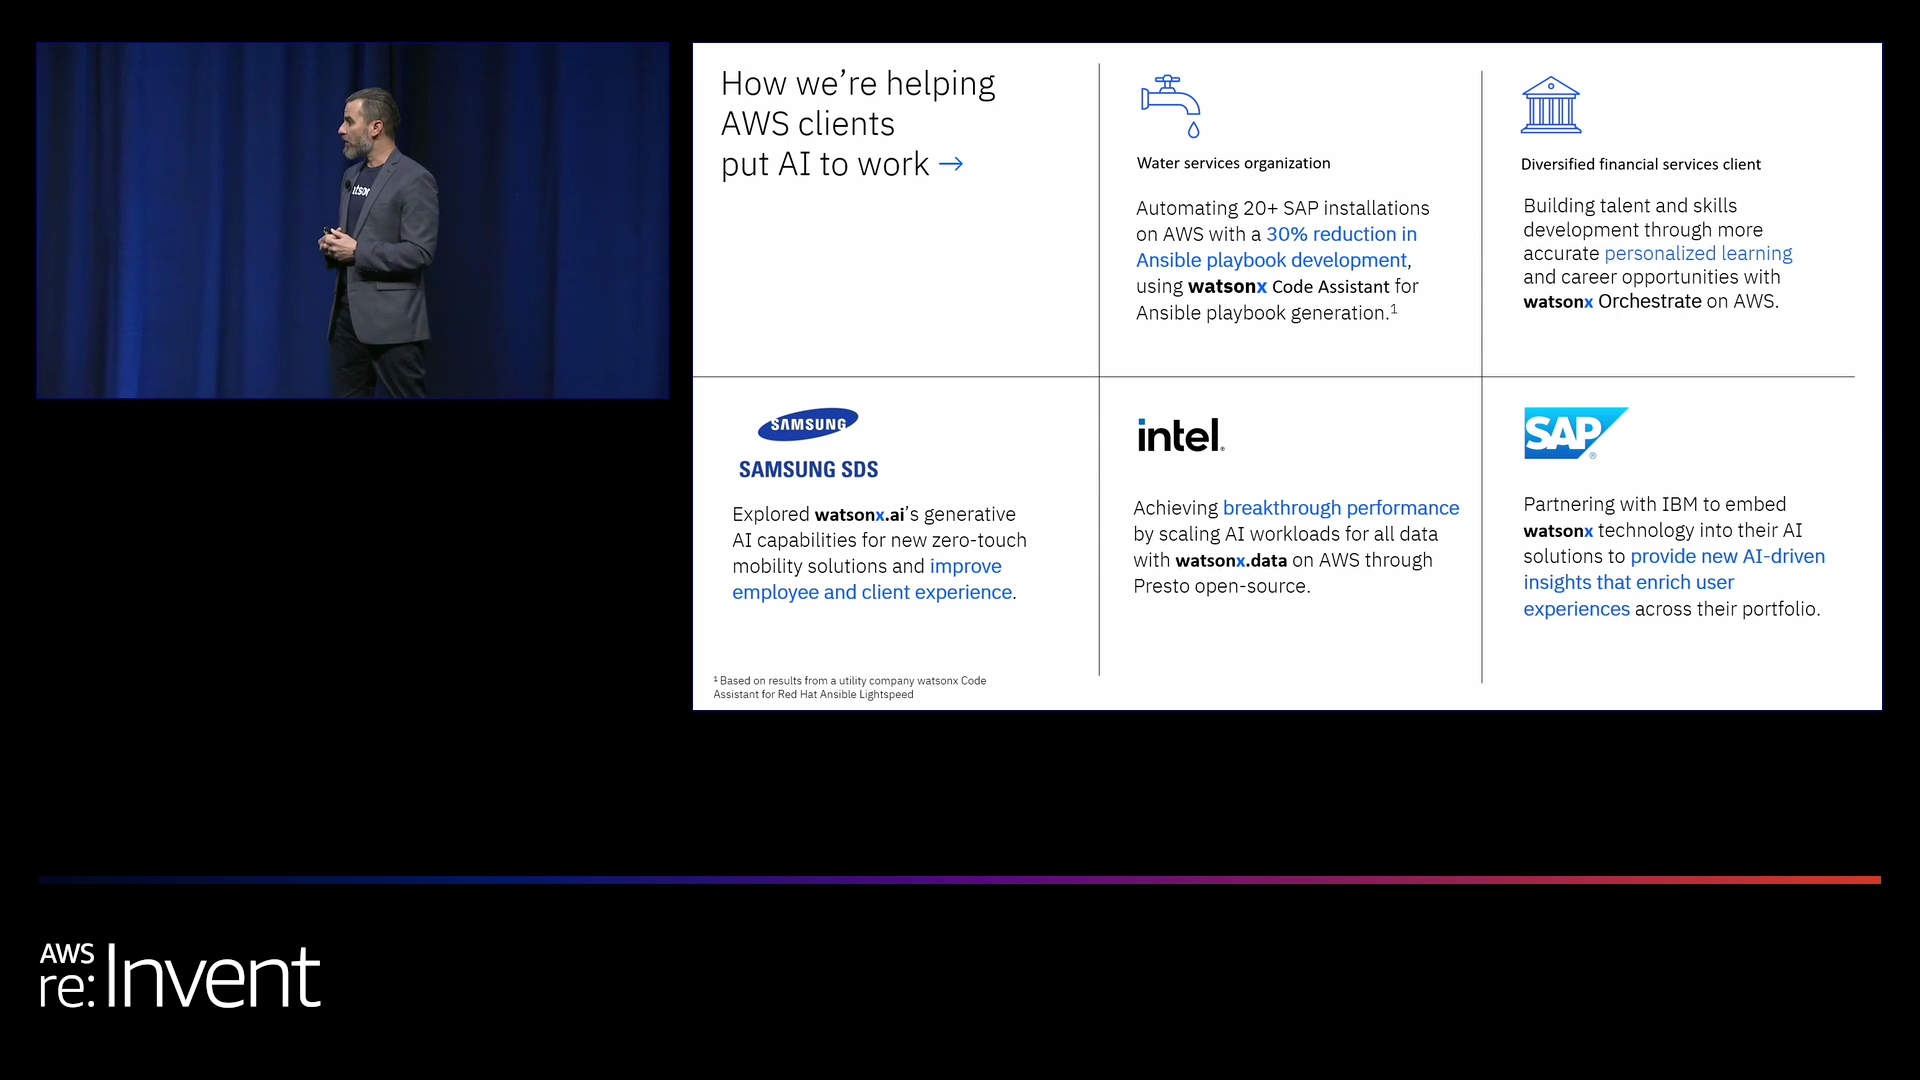 How we're helping
AWS clients
put AI to work →
Water services organization
Automating 20+ SAP installations
on AWS with a 30% reduction in
Ansible playbook development,
using watsonx Code Assistant for
Ansible playbook generation.¹
Diversified financial services client
Building talent and skills
development through more
accurate personalized learning
and career opportunities with
watsonx Orchestrate on AWS.
SAMSUNG
SAMSUNG SDS
Explored watsonx.ai's generative
AI capabilities for new zero-touch
mobility solutions and improve
employee and client experience.
intel
Achieving breakthrough performance
by scaling AI workloads for all data
with watsonx.data on AWS through
Presto open-source.
SAP®
Partnering with IBM to embed
watsonx technology into their AI
solutions to provide new AI-driven
insights that enrich user
experiences across their portfolio.
¹ Based on results from a utility company watsonx Code
Assistant for Red Hat Ansible Lightspeed
AWS
re:Invent